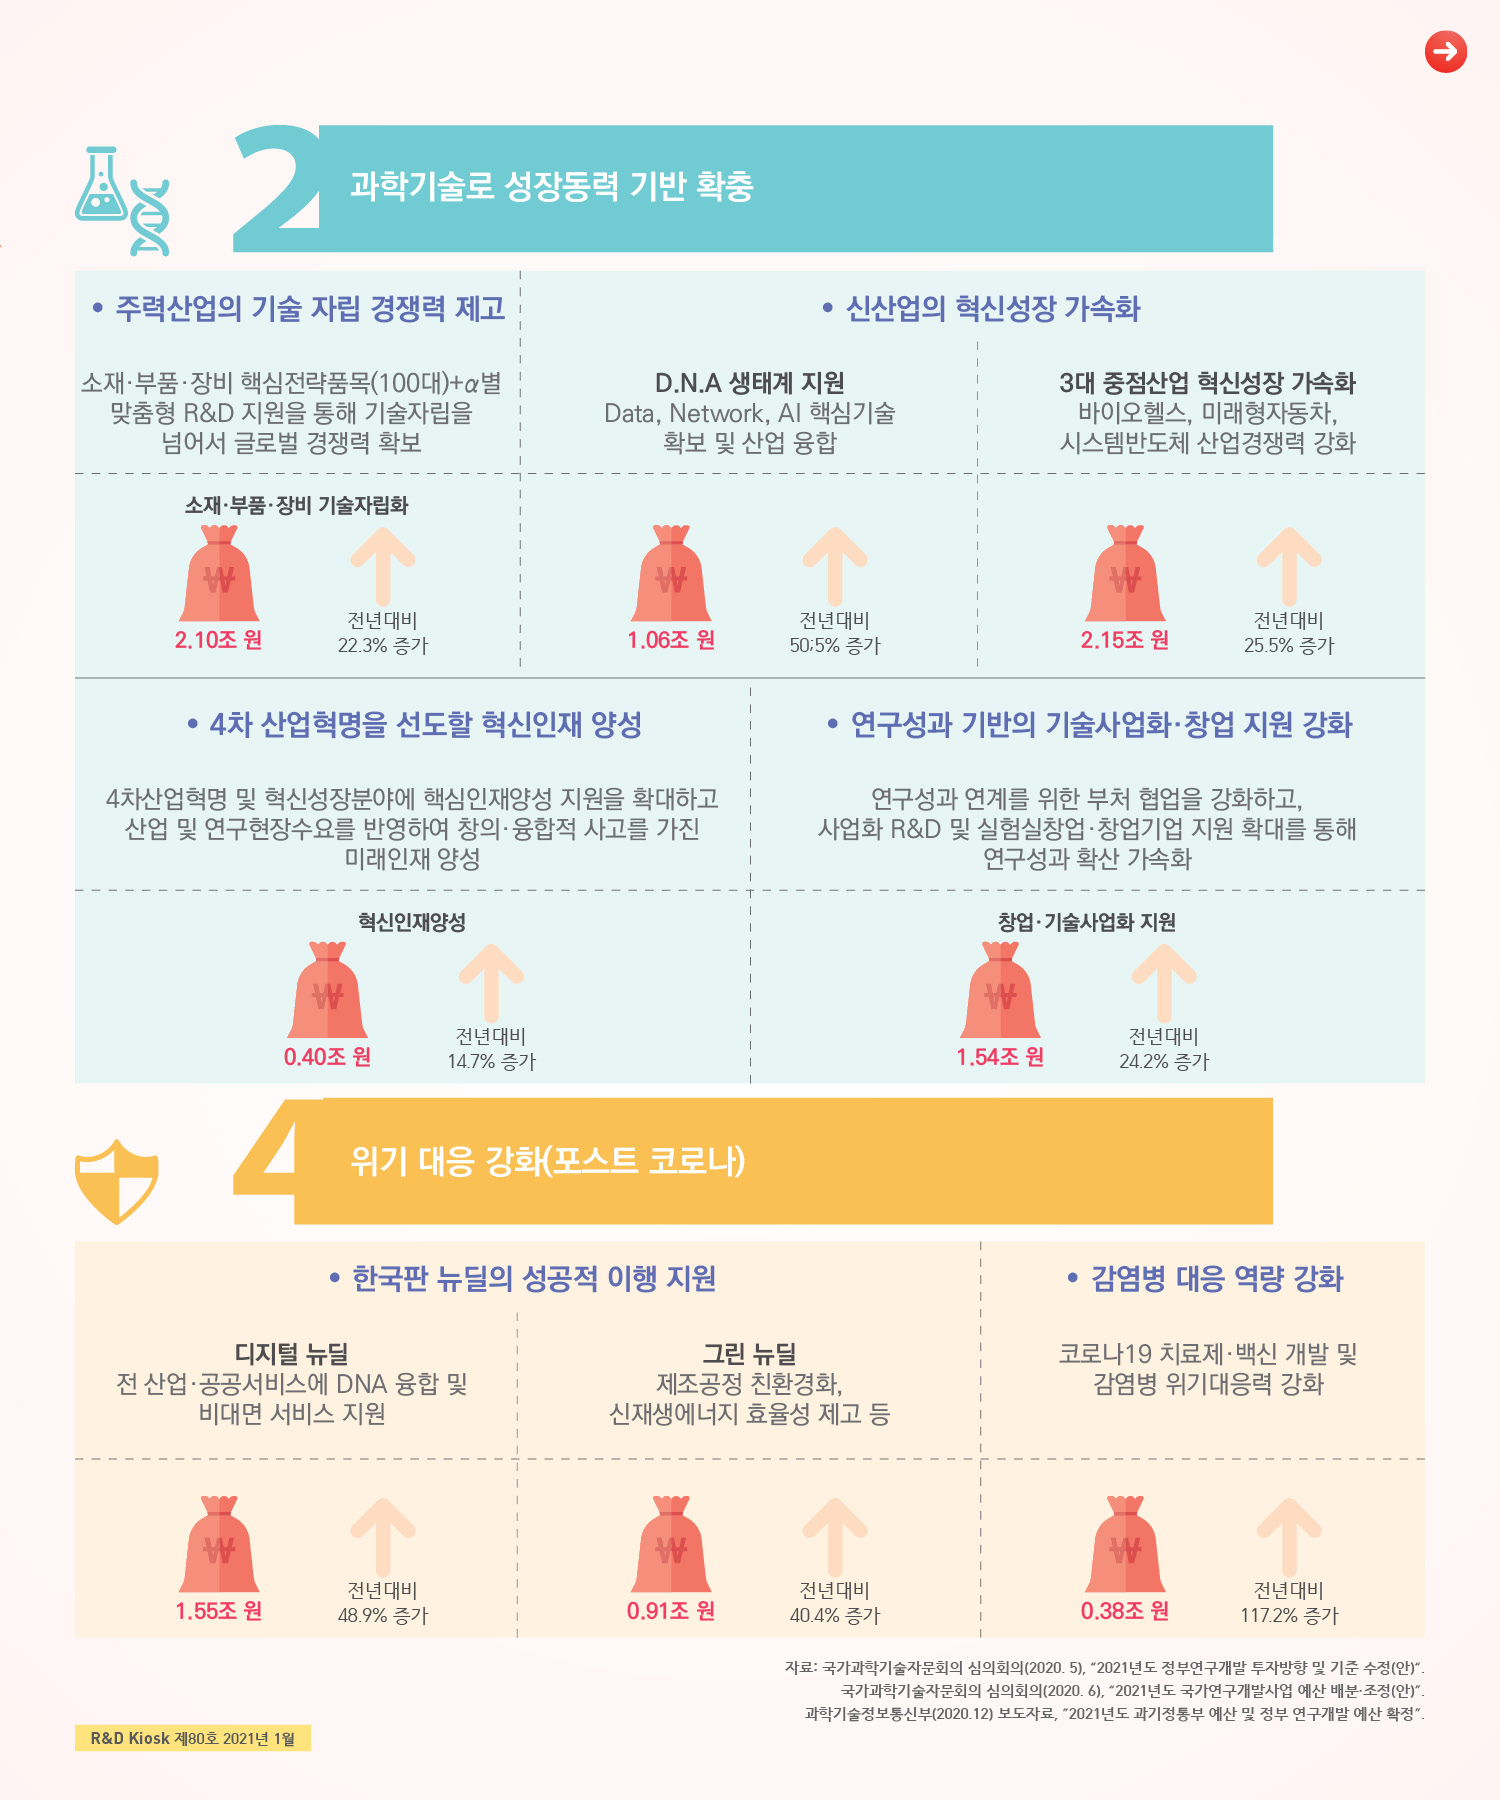 2
과학기술로 성장동력 기반 확충
• 주력산업의 기술 자립 경쟁력 제고
소재·부품·장비 핵심전략품목(100대)+α별
맞춤형 R&D 지원을 통해 기술자립을
넘어서 글로벌 경쟁력 확보
소재·부품·장비 기술자립화
₩
2.10조 원
전년대비
22.3% 증가
• 신산업의 혁신성장 가속화
D.N.A 생태계 지원
Data, Network, AI 핵심기술
확보 및 산업 융합
₩
1.06조 원
전년대비
50;5% 증가
3대 중점산업 혁신성장 가속화
바이오헬스, 미래형자동차,
시스템반도체 산업경쟁력 강화
₩
2.15조 원
전년대비
25.5% 증가
• 4차 산업혁명을 선도할 혁신인재 양성
4차산업혁명 및 혁신성장분야에 핵심인재양성 지원을 확대하고
산업 및 연구현장수요를 반영하여 창의·융합적 사고를 가진
미래인재 양성
혁신인재양성
₩
0.40조 원
전년대비
14.7% 증가
• 연구성과 기반의 기술사업화·창업 지원 강화
연구성과 연계를 위한 부처 협업을 강화하고,
사업화 R&D 및 실험실창업·창업기업 지원 확대를 통해
연구성과 확산 가속화
창업·기술사업화 지원
₩
1.54조 원
전년대비
24.2% 증가
4
위기 대응 강화(포스트 코로나)
• 한국판 뉴딜의 성공적 이행 지원
디지털 뉴딜
전 산업·공공서비스에 DNA 융합 및
비대면 서비스 지원
₩
1.55조 원
전년대비
48.9% 증가
그린 뉴딜
제조공정 친환경화,
신재생에너지 효율성 제고 등
₩
0.91조 원
전년대비
40.4% 증가
• 감염병 대응 역량 강화
코로나19 치료제·백신 개발 및
감염병 위기대응력 강화
₩
0.38조 원
전년대비
117.2% 증가
자료: 국가과학기술자문회의 심의회의(2020. 5), “2021년도 정부연구개발 투자방향 및 기준 수정(안)“.
국가과학기술자문회의 심의회의(2020. 6), “2021년도 국가연구개발사업 예산 배분·조정(안)”.
과학기술정보통신부(2020.12) 보도자료, ”2021년도 과기정통부 예산 및 정부 연구개발 예산 확정”.
R&D Kiosk 제80호 2021년 1월